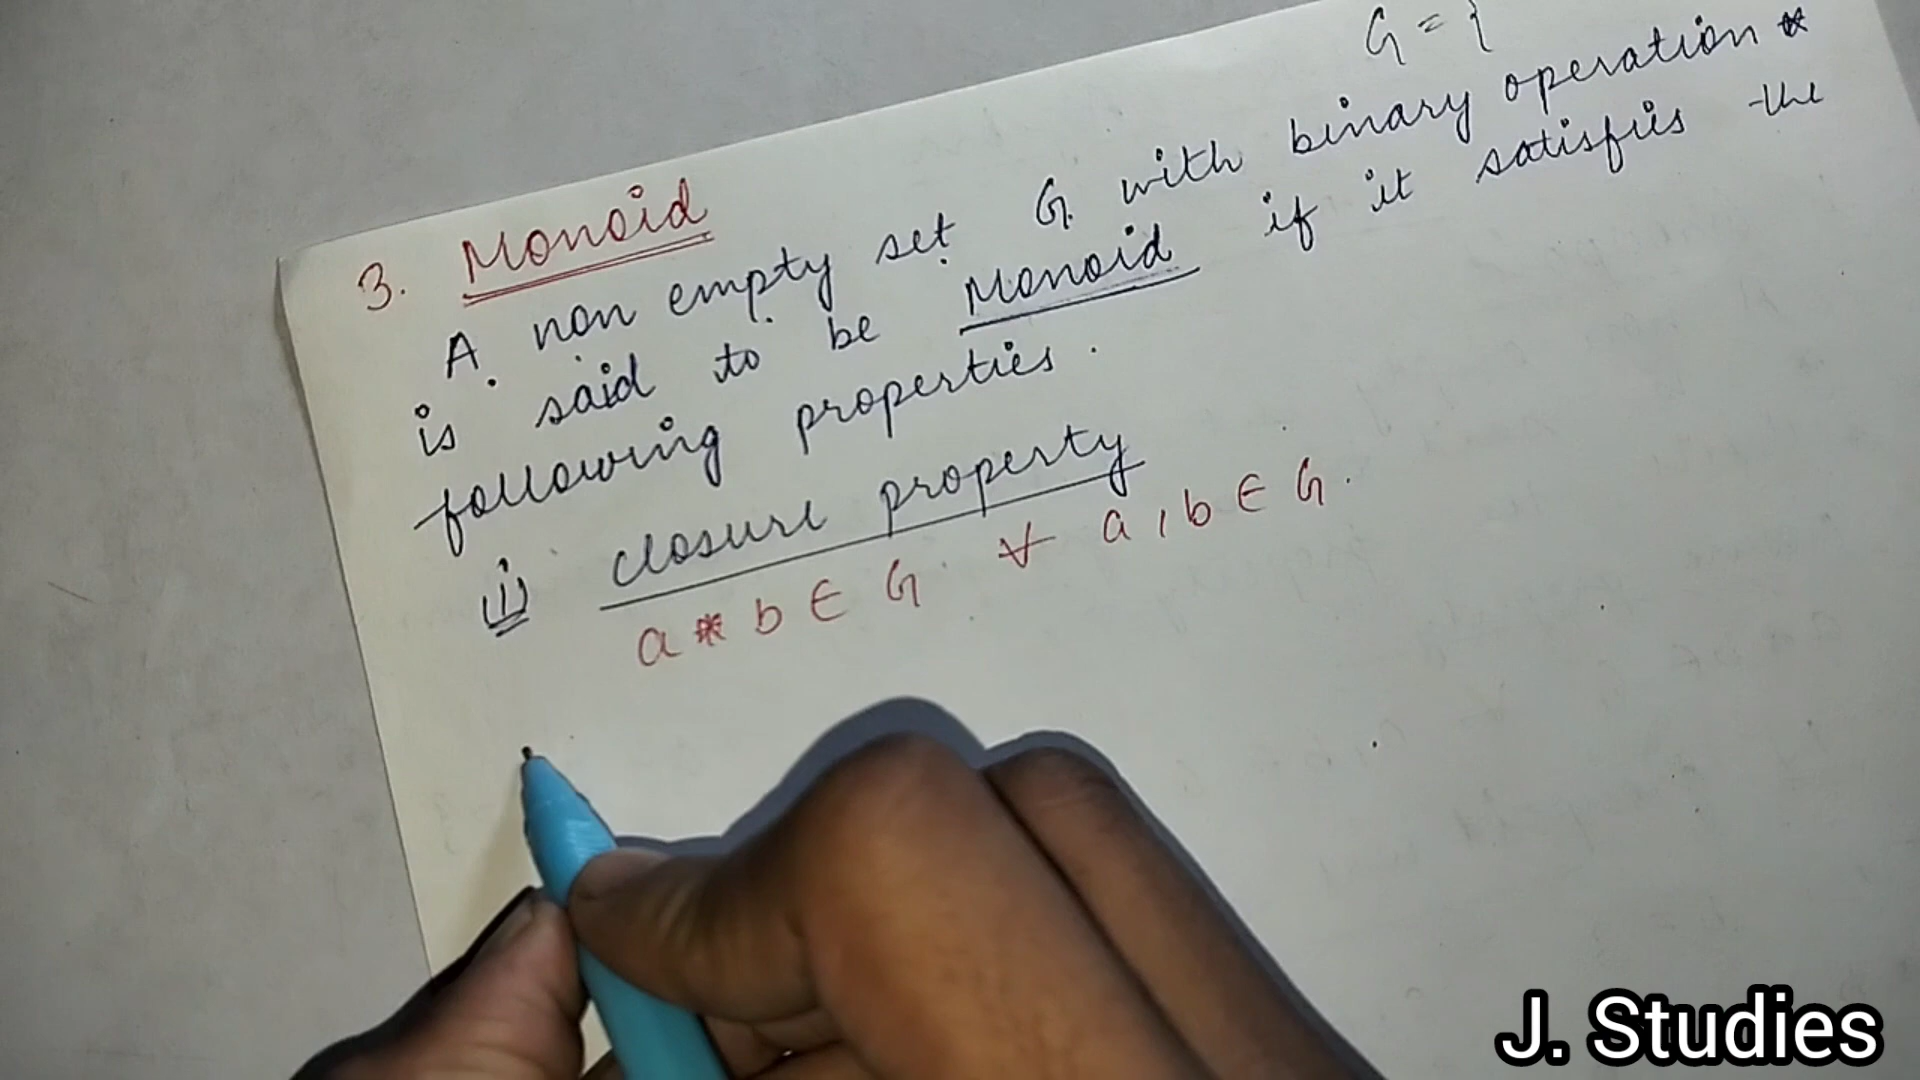 G = {
3. Monoid
A non empty set G with binary operation *
is said to be Monoid if it satisfies the
following properties.
(i) closure property
a * b ∈ G ∀ a, b ∈ G.
J. Studies